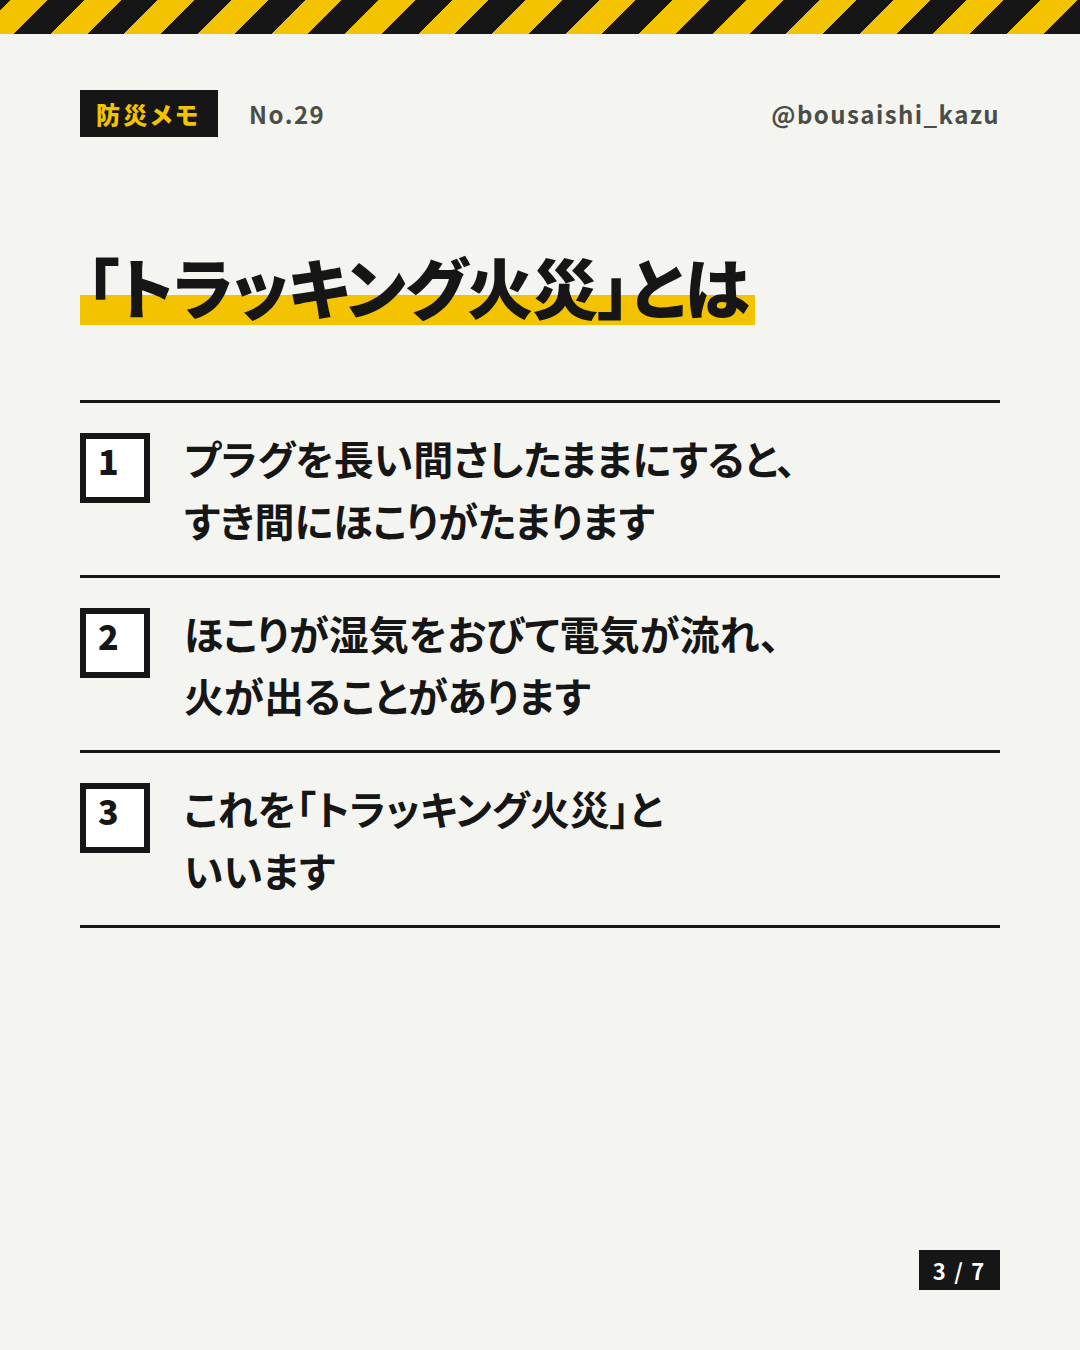 防災メモ No.29 @bousaishi_kazu
「トラッキング火災」とは
1 プラグを長い間さしたままにすると、
すき間にほこりがたまります
2 ほこりが湿気をおびて電気が流れ、
火が出ることがあります
3 これを「トラッキング火災」と
いいます
3 / 7